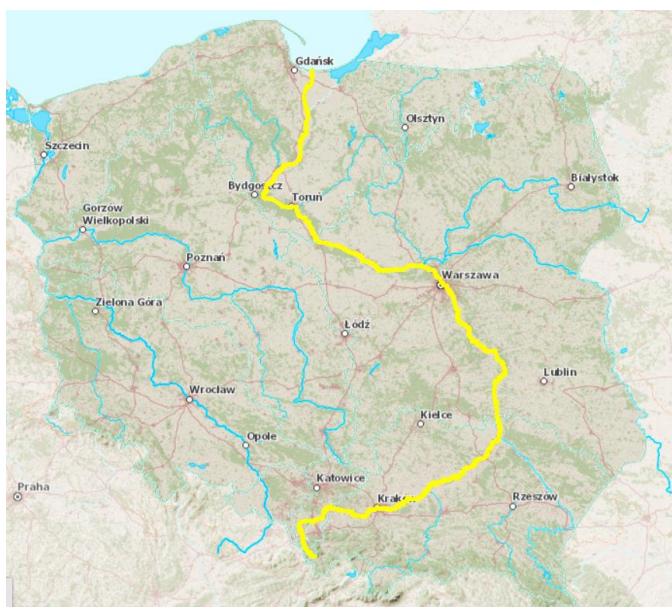 Gdańsk
Olsztyn
Szczecin
Białystok
Bydgoszcz
Toruń
Gorzów
Wielkopolski
Poznań
Warszawa
Zielona Góra
Łódź
Lublin
Wrocław
Kielce
Opole
Katowice
Praha
Kraków
Rzeszów